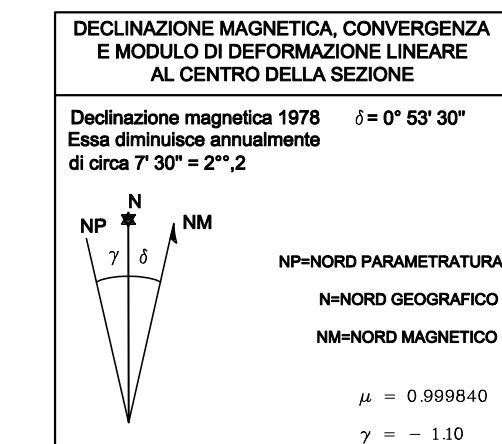 DECLINAZIONE MAGNETICA, CONVERGENZA
E MODULO DI DEFORMAZIONE LINEARE
AL CENTRO DELLA SEZIONE
Declinazione magnetica 1978 δ = 0° 53' 30"
Essa diminuisce annualmente
di circa 7' 30" = 2°°,2
N
NP NM
γ δ
NP=NORD PARAMETRATURA
N=NORD GEOGRAFICO
NM=NORD MAGNETICO
μ = 0.999840
γ = - 1.10